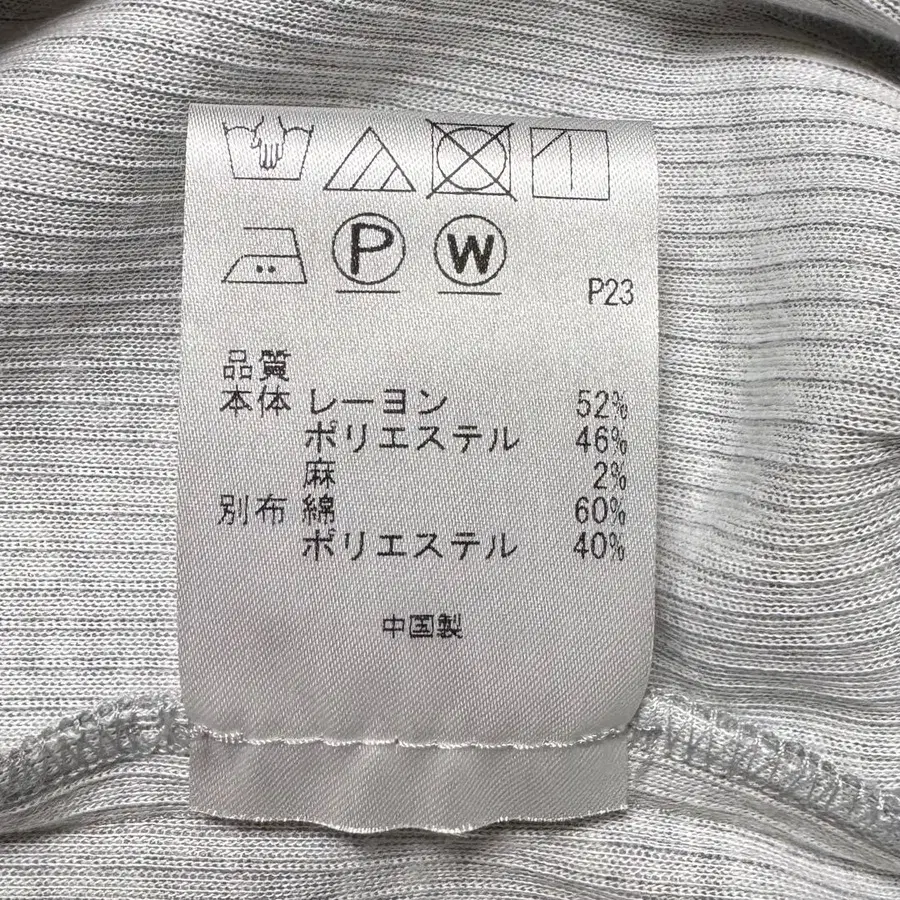 P W
P23
品質
本体 レーヨン 52%
ポリエステル 46%
麻 2%
別布 綿 60%
ポリエステル 40%
中国製